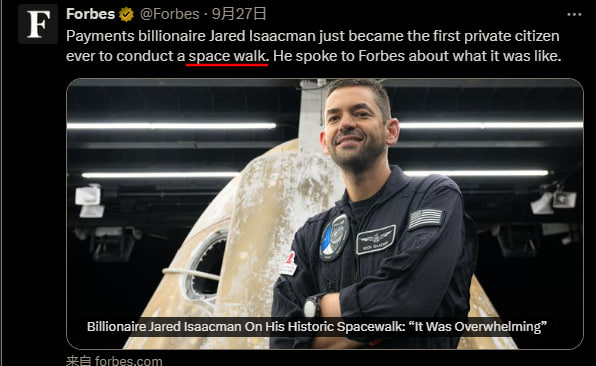 F
Forbes @Forbes · 9月27日
Payments billionaire Jared Isaacman just became the first private citizen
ever to conduct a space walk. He spoke to Forbes about what it was like.
Billionaire Jared Isaacman On His Historic Spacewalk: “It Was Overwhelming”
来自 forbes.com